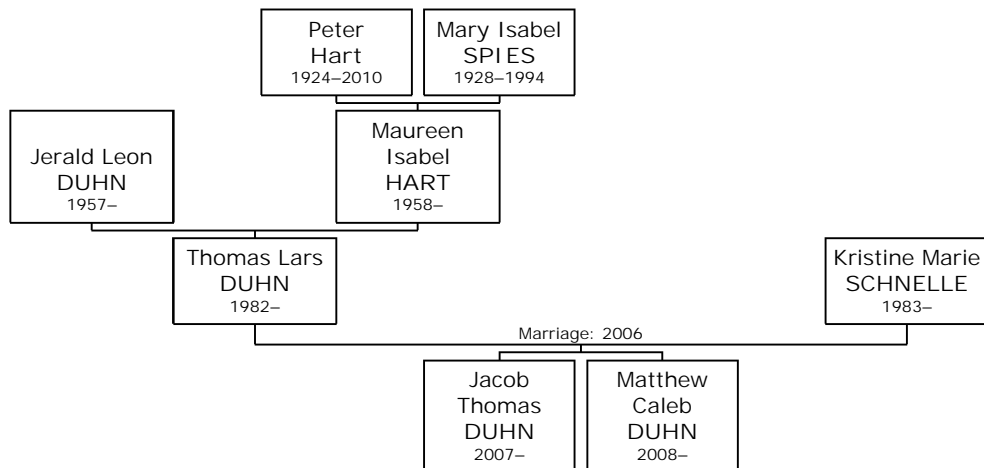 Peter
Hart
1924–2010
Mary Isabel
SPIES
1928–1994
Jerald Leon
DUHN
1957–
Maureen
Isabel
HART
1958–
Thomas Lars
DUHN
1982–
Kristine Marie
SCHNELLE
1983–
Marriage: 2006
Jacob
Thomas
DUHN
2007–
Matthew
Caleb
DUHN
2008–